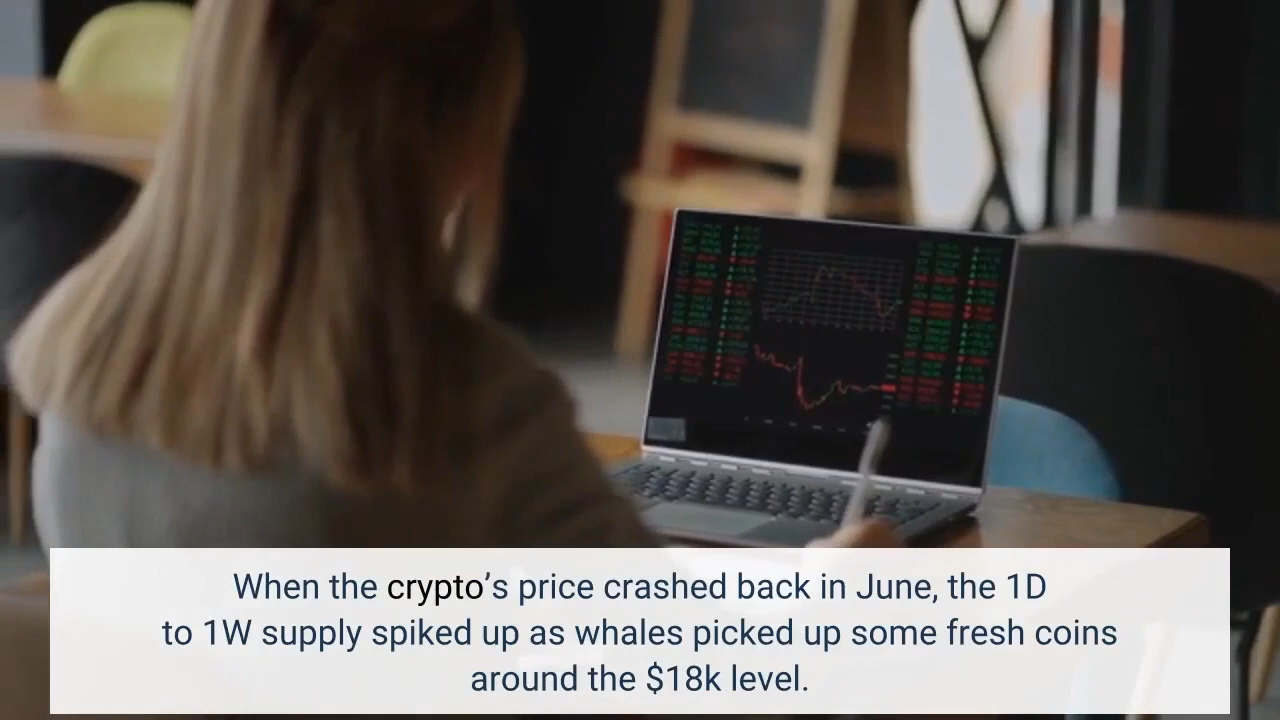 When the crypto’s price crashed back in June, the 1D
to 1W supply spiked up as whales picked up some fresh coins
around the $18k level.